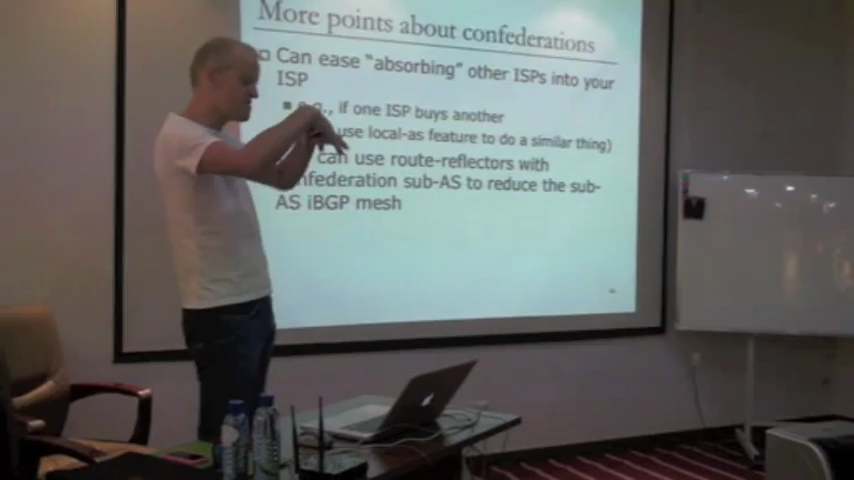 More points about confederations
Can ease “absorbing” other ISPs into your
ISP
if one ISP buys another
use local-as feature to do a similar thing)
can use route-reflectors with
confederation sub-AS to reduce the sub-
AS iBGP mesh